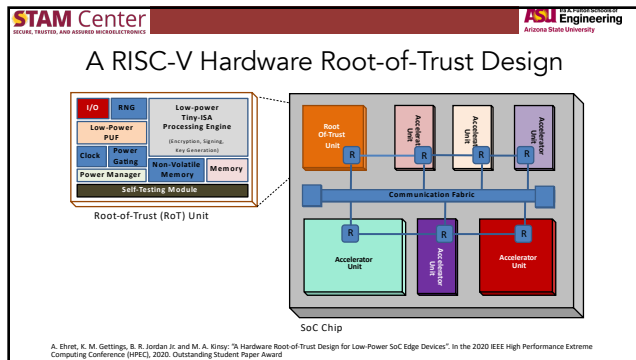 STAM Center
SECURE, TRUSTED, AND ASSURED MICROELECTRONICS
ASU Ira A. Fulton Schools of
Engineering
Arizona State University
A RISC-V Hardware Root-of-Trust Design
I/O
RNG
Low-power
Tiny-ISA
Processing Engine
(Encryption, Signing,
Key Generation)
Low-Power
PUF
Clock
Power
Gating
Non-Volatile
Memory
Memory
Power Manager
Self-Testing Module
Root-of-Trust (RoT) Unit
Root
Of-Trust
Unit
R
Accelerator
Unit
R
Accelerator
Unit
R
Accelerator
Unit
R
Communication Fabric
R
R
R
Accelerator
Unit
Accelerator
Unit
Accelerator
Unit
SoC Chip
A. Ehret, K. M. Gettings, B. R. Jordan Jr. and M. A. Kinsy: “A Hardware Root-of-Trust Design for Low-Power SoC Edge Devices”. In the 2020 IEEE High Performance Extreme
Computing Conference (HPEC), 2020. Outstanding Student Paper Award